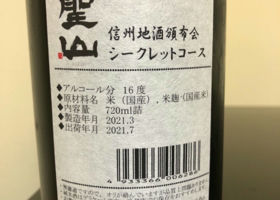 聖山
信州地酒頒布会
シークレットコース
◆アルコール分 16度
◆原材料名 米(国産)、米麹(国産米)
◆内容量 720ml詰
◆製造年月 2021.3
◆出荷年月 2021.7
4 933366 006286